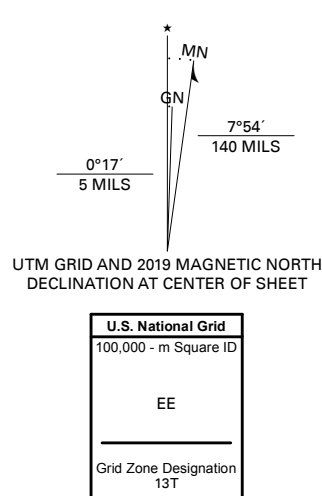 MN
GN
7°54´
140 MILS
0°17´
5 MILS
UTM GRID AND 2019 MAGNETIC NORTH
DECLINATION AT CENTER OF SHEET
U.S. National Grid
100,000 - m Square ID
EE
Grid Zone Designation
13T